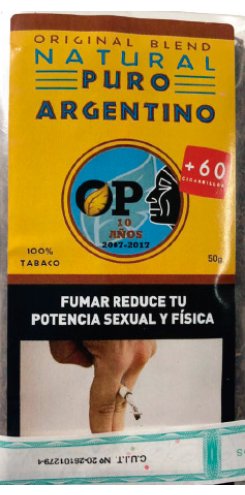 ORIGINAL BLEND
NATURAL
PURO
ARGENTINO
+60
CIGARRILLOS
OP
10
AÑOS
2007-2017
100%
TABACO
50g
FUMAR REDUCE TU
POTENCIA SEXUAL Y FÍSICA
C.U.I.T. Nº 20-26101279-4